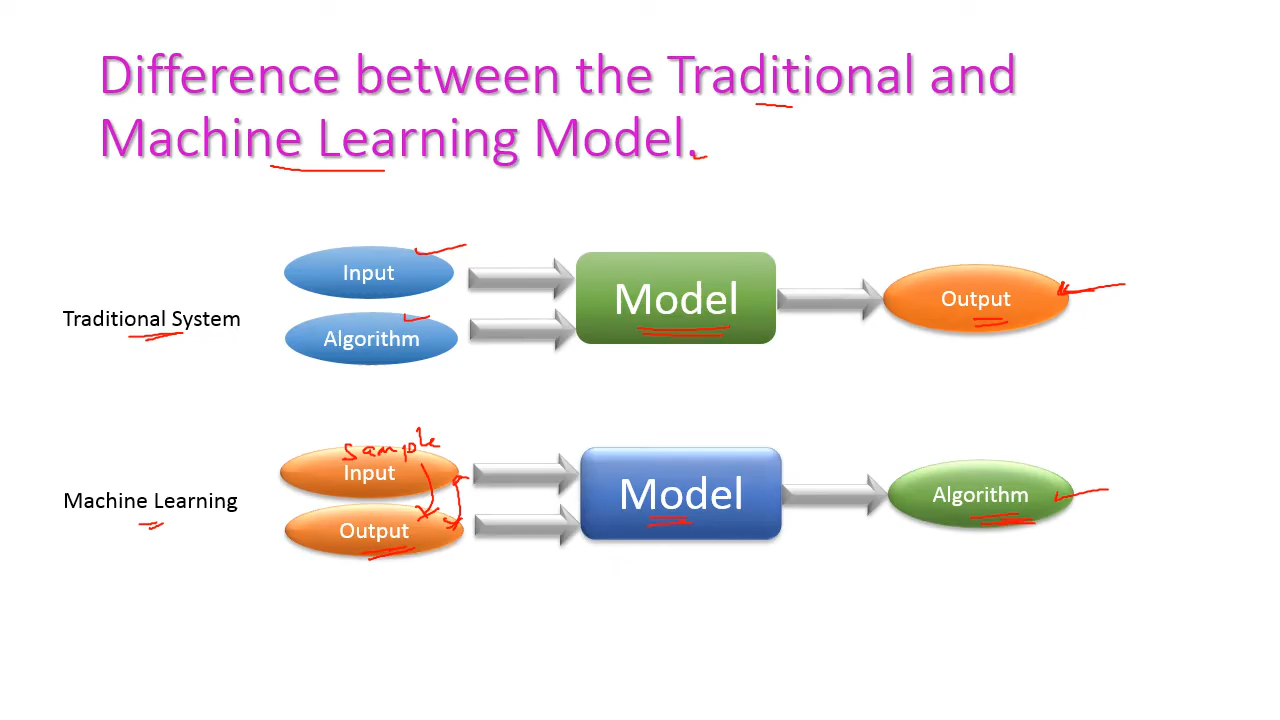 Difference between the Traditional and
Machine Learning Model.
Input
Model
Output
Traditional System
Algorithm
sample
Input
Model
Algorithm
Machine Learning
Output